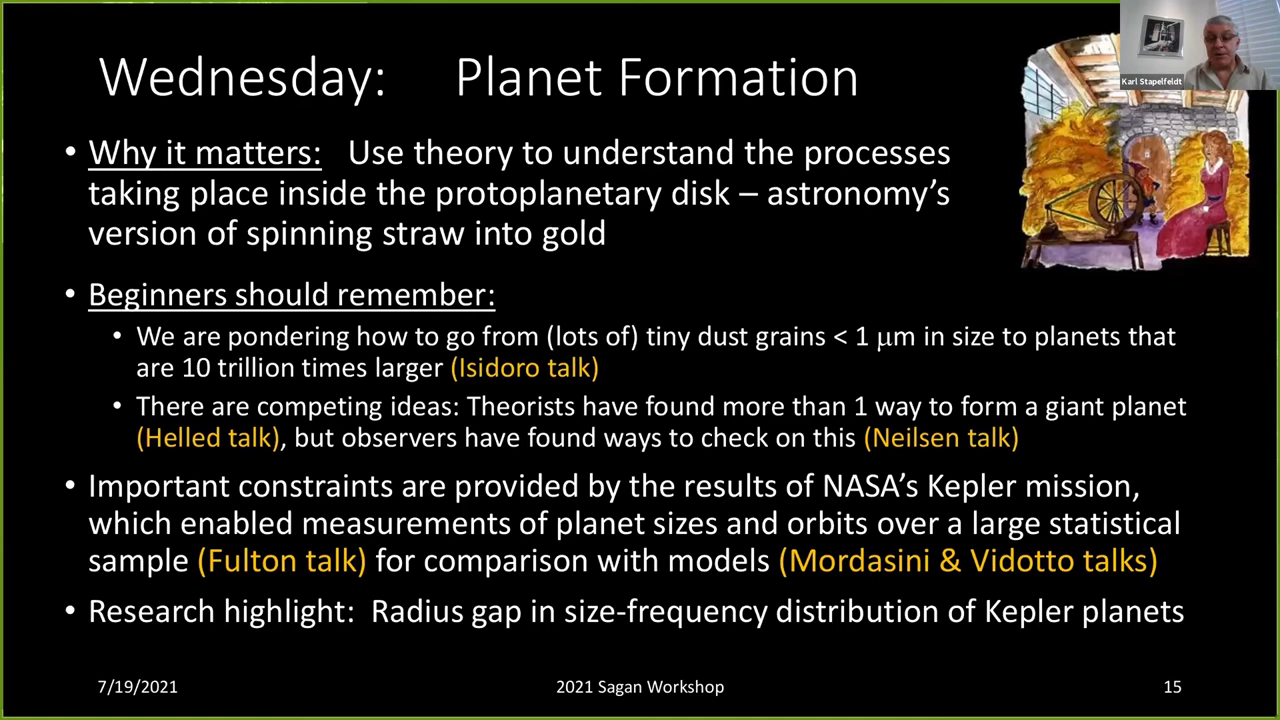 Wednesday: Planet Formation
Karl Stapelfeldt
• Why it matters: Use theory to understand the processes
taking place inside the protoplanetary disk – astronomy’s
version of spinning straw into gold
• Beginners should remember:
• We are pondering how to go from (lots of) tiny dust grains < 1 μm in size to planets that
are 10 trillion times larger (Isidoro talk)
• There are competing ideas: Theorists have found more than 1 way to form a giant planet
(Helled talk), but observers have found ways to check on this (Neilsen talk)
• Important constraints are provided by the results of NASA’s Kepler mission,
which enabled measurements of planet sizes and orbits over a large statistical
sample (Fulton talk) for comparison with models (Mordasini & Vidotto talks)
• Research highlight: Radius gap in size-frequency distribution of Kepler planets
7/19/2021
2021 Sagan Workshop
15